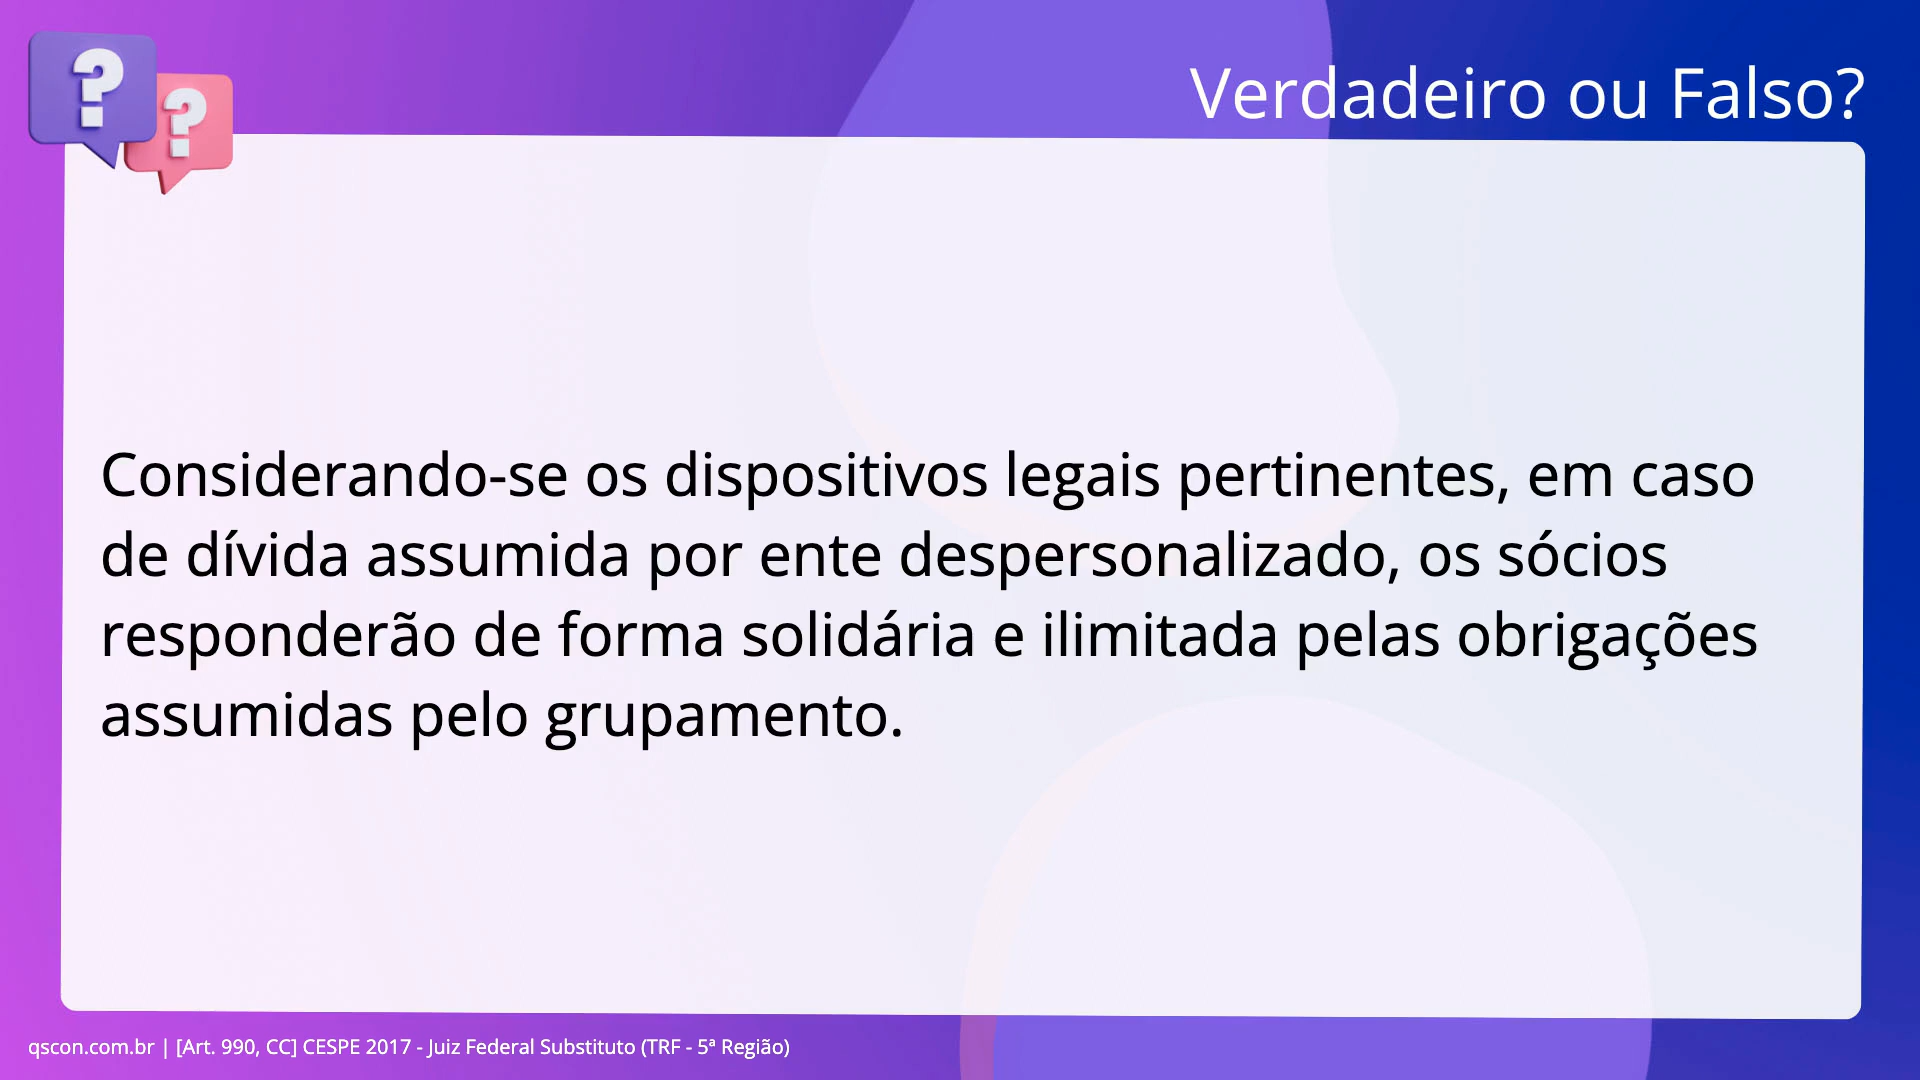 Verdadeiro ou Falso?
Considerando-se os dispositivos legais pertinentes, em caso
de dívida assumida por ente despersonalizado, os sócios
responderão de forma solidária e ilimitada pelas obrigações
assumidas pelo grupamento.
qscon.com.br | [Art. 990, CC] CESPE 2017 - Juiz Federal Substituto (TRF - 5ª Região)